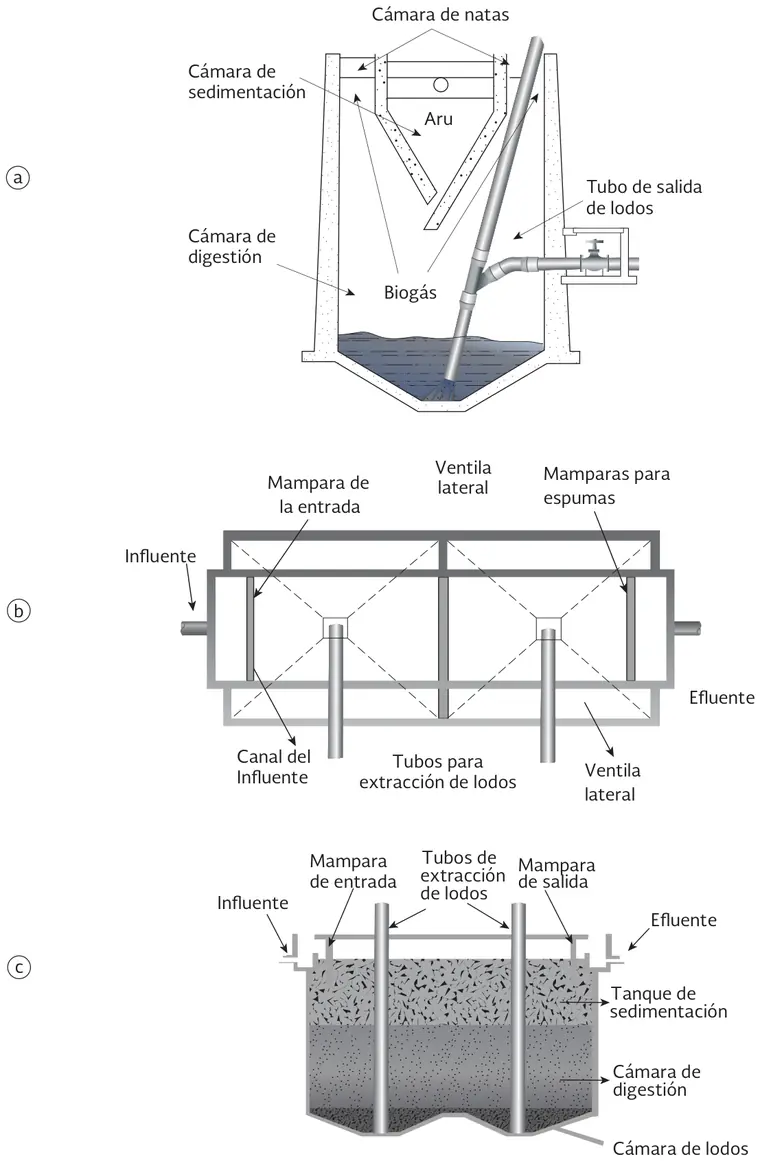 Cámara de natas
Cámara de
sedimentación
Aru
a
Tubo de salida
de lodos
Cámara de
digestión
Biogás
Ventila
lateral
Mamparas para
espumas
Mampara de
la entrada
Influente
b
Efluente
Canal del
Influente
Tubos para
extracción de lodos
Ventila
lateral
Mampara
de entrada
Tubos de
extracción
de lodos
Mampara
de salida
Influente
Efluente
c
Tanque de
sedimentación
Cámara de
digestión
Cámara de lodos